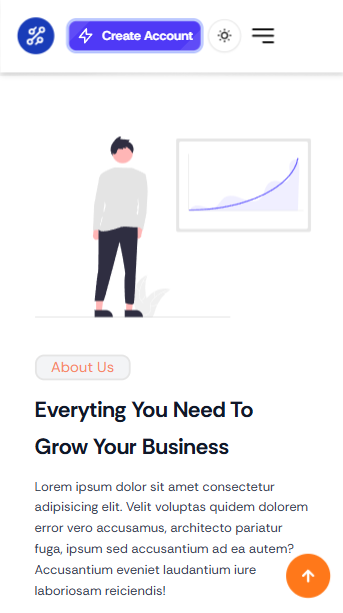 Create Account
About Us
Everyting You Need To
Grow Your Business
Lorem ipsum dolor sit amet consectetur
adipisicing elit. Velit voluptas quidem dolorem
error vero accusamus, architecto pariatur
fuga, ipsum sed accusantium ad ea autem?
Accusantium eveniet laudantium iure
laboriosam reiciendis!